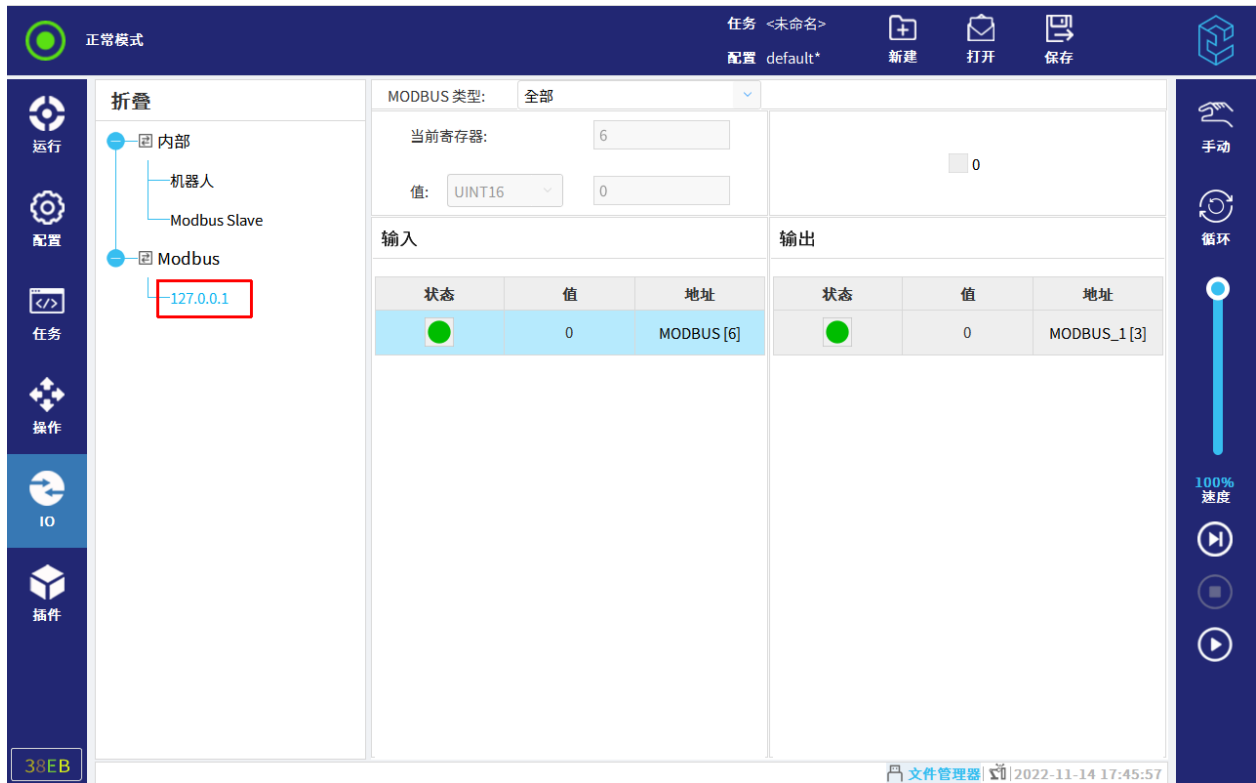 正常模式
任务 <未命名>
配置 default*
新建
打开
保存
运行
配置
任务
操作
IO
插件
38EB
折叠
内部
机器人
Modbus Slave
Modbus
127.0.0.1
MODBUS 类型: 全部
当前寄存器: 6
值: UINT16 0
0
输入
状态 值 地址
0 MODBUS [6]
输出
状态 值 地址
0 MODBUS_1 [3]
手动
循环
100%
速度
文件管理器 2022-11-14 17:45:57